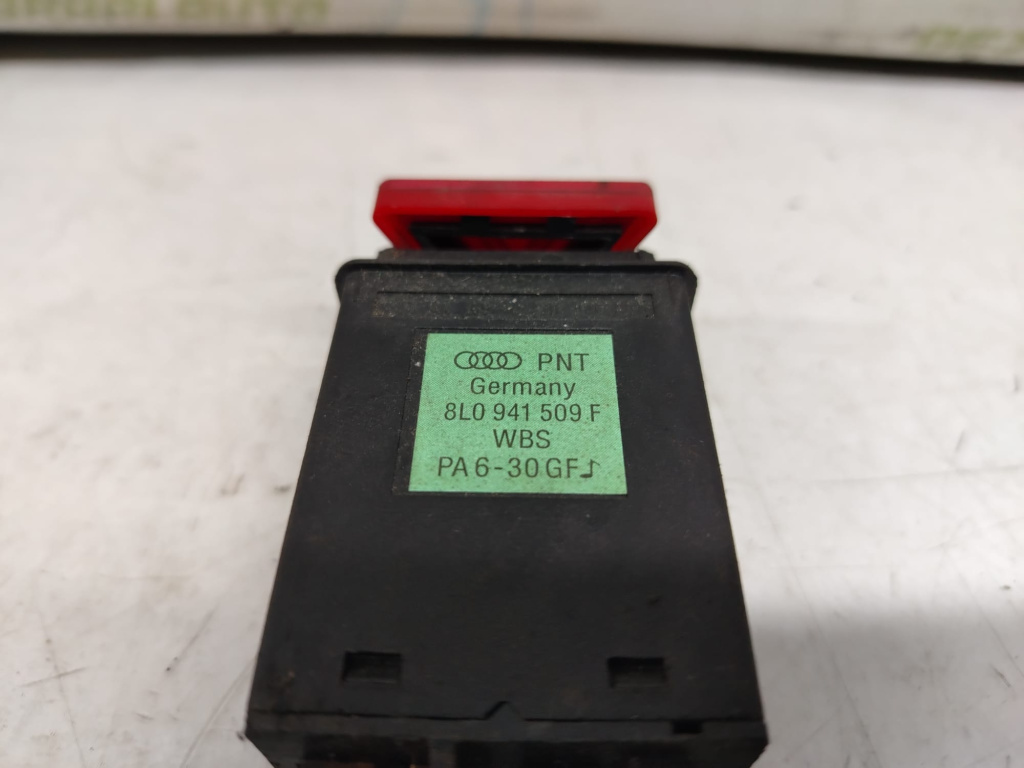 PNT
Germany
8L0 941 509 F
WBS
PA 6-30 GF